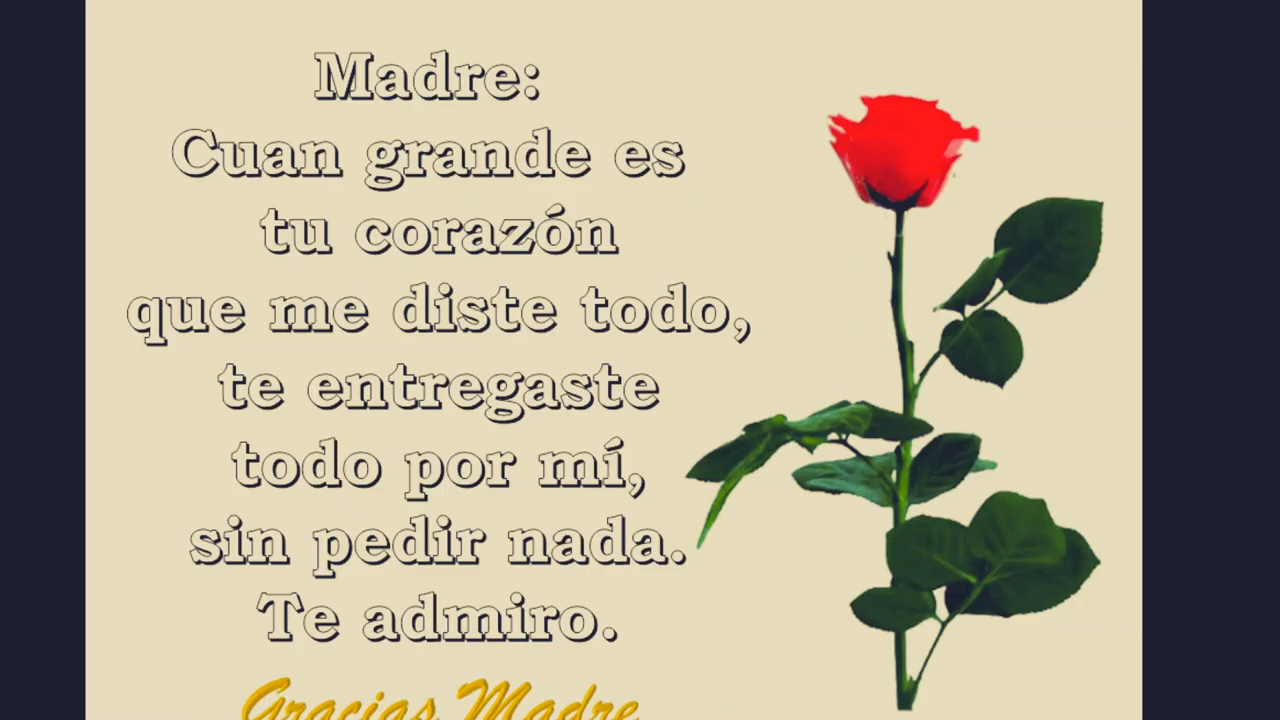 Madre:
Cuan grande es
tu corazón
que me diste todo,
te entregaste
todo por mí,
sin pedir nada.
Te admiro.
Gracias Madre